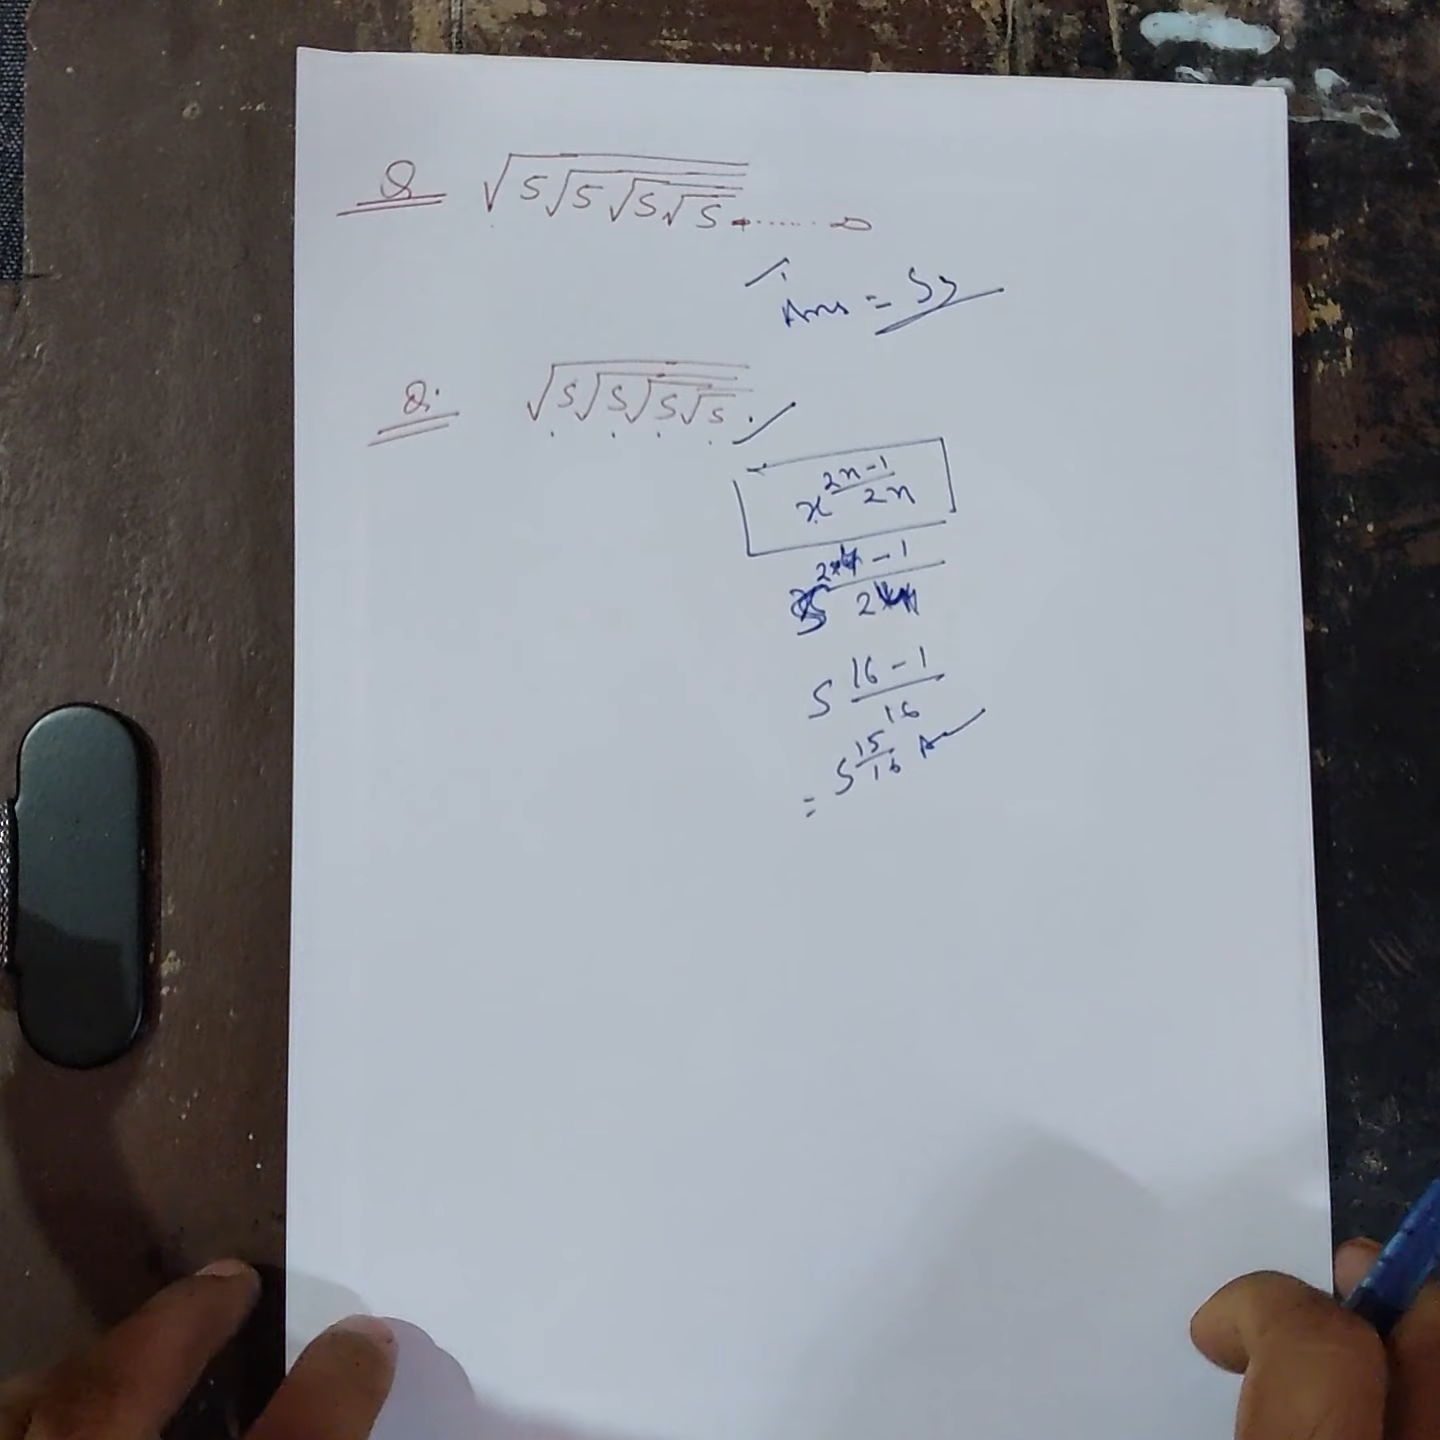 Q √5√5√5√5.......∞
Ans = 5
Q. √5√5√5√5
x^(2n-1)/2n
5^(2^4-1)/2^4
5^(16-1)/16
= 5^15/16